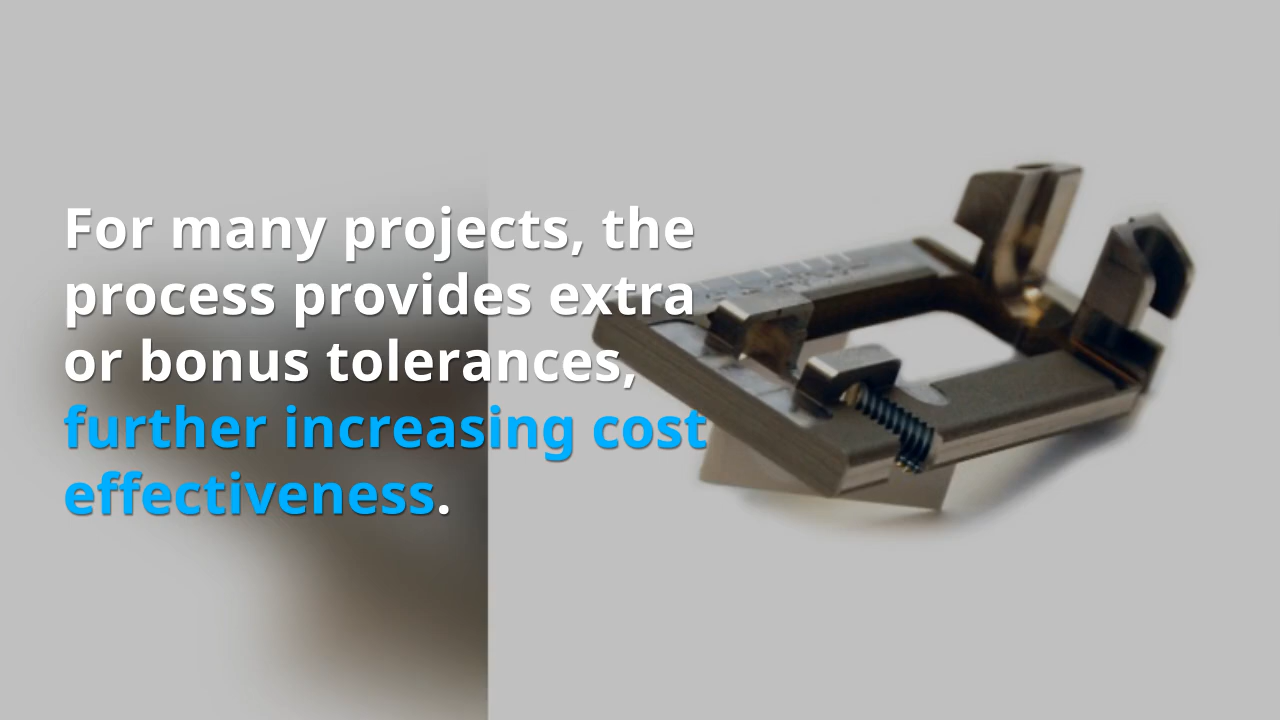 For many projects, the
process provides extra
or bonus tolerances,
further increasing cost
effectiveness.